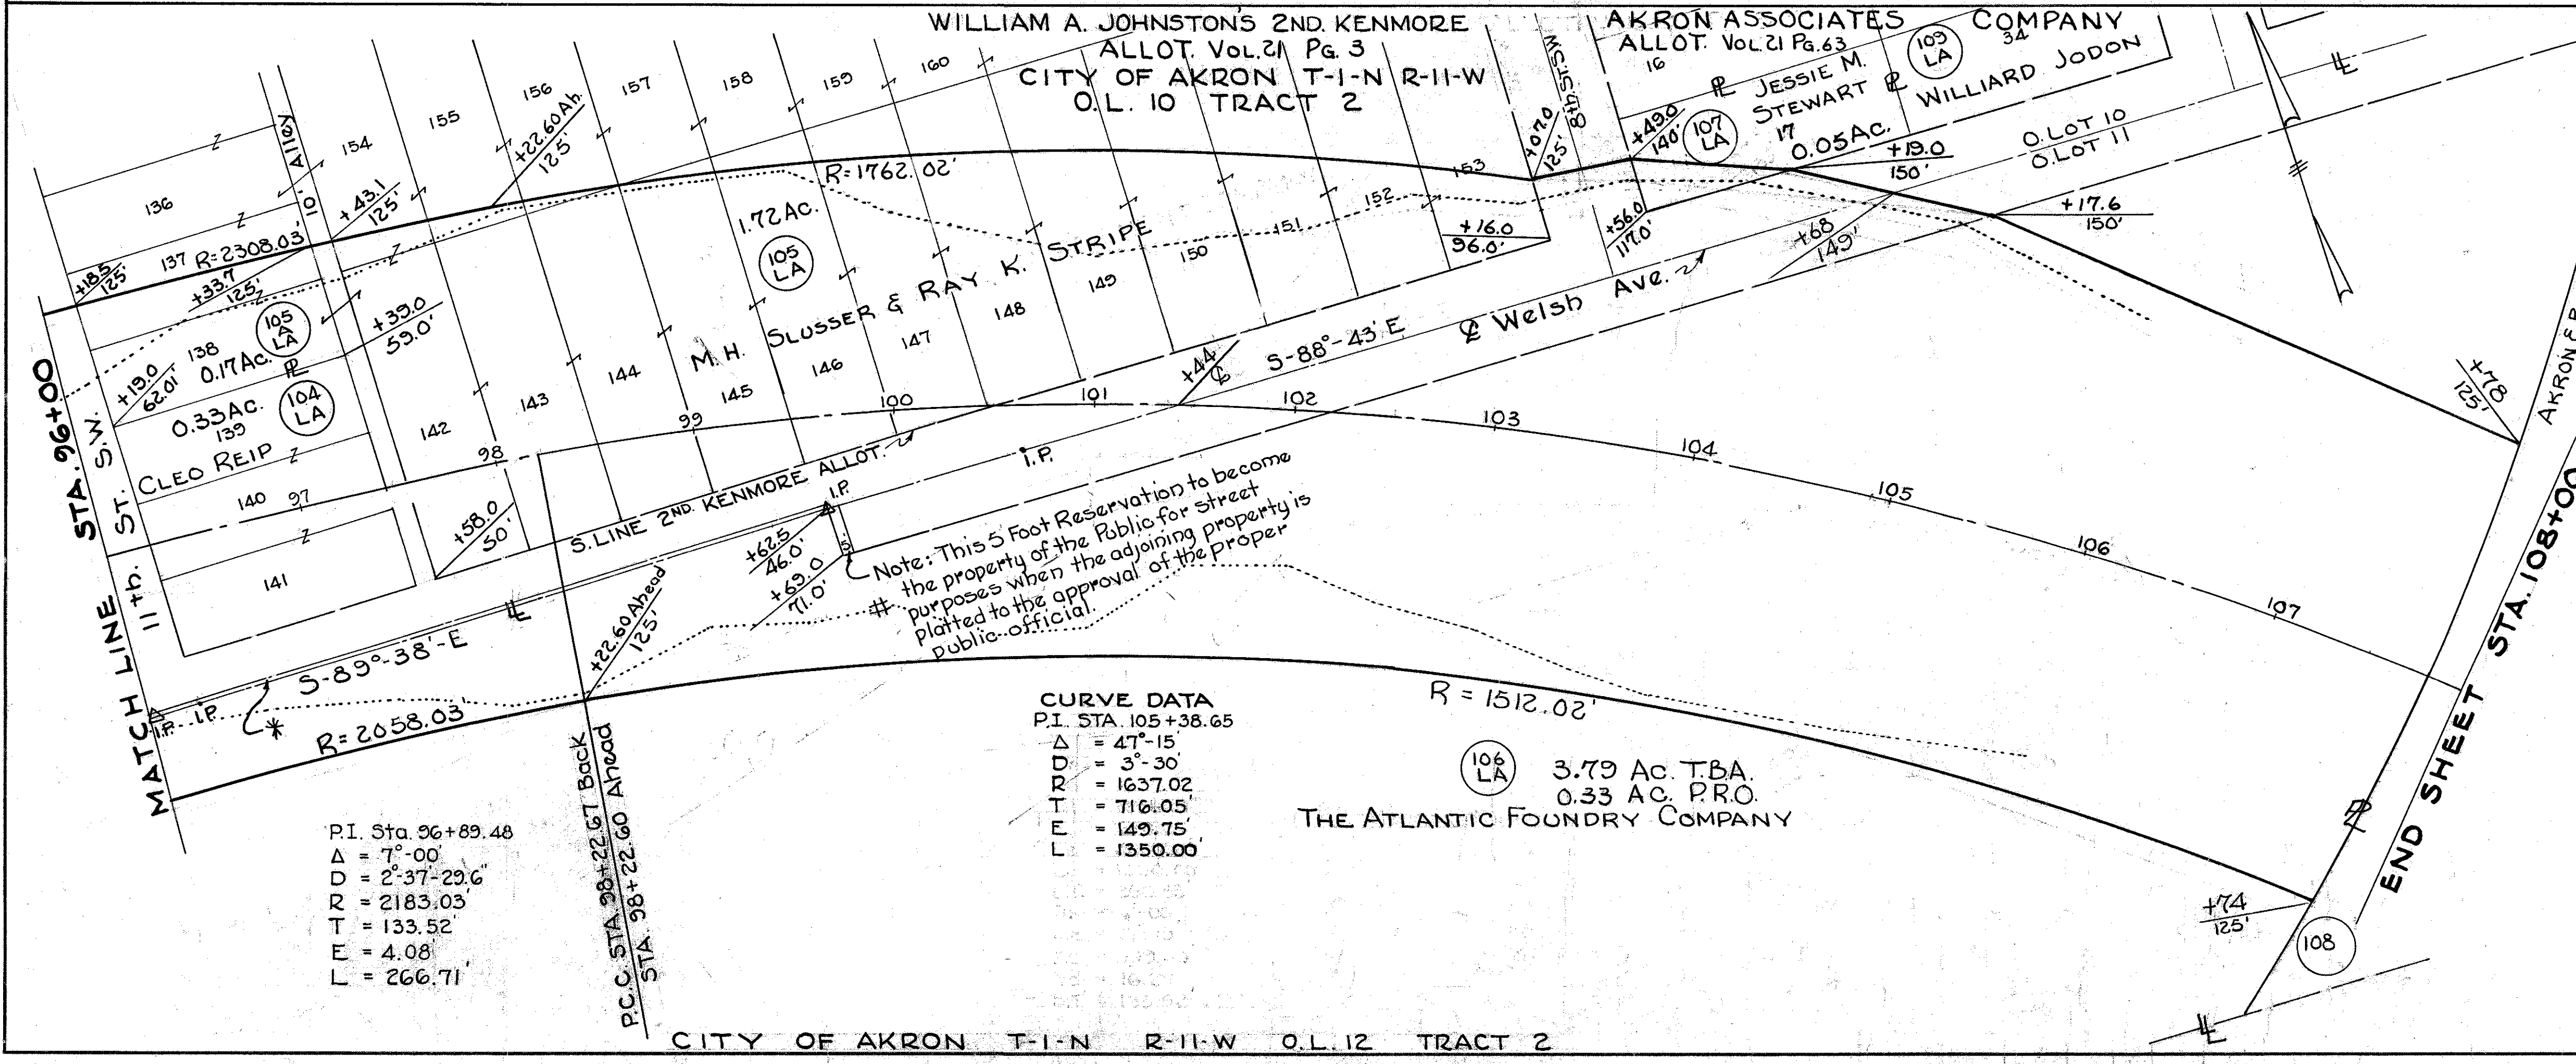 WILLIAM A. JOHNSTON'S 2ND. KENMORE
ALLOT. VOL. 21 PG. 3
CITY OF AKRON T-1-N R-11-W
O.L. 10 TRACT 2
AKRON ASSOCIATES COMPANY
ALLOT. VOL. 21 PG. 63
16
34
109
LA
JESSIE M.
STEWART
WILLIARD JODON
107
LA
17
0.05 AC.
+49.0
140'
+07.0
125'
8th. St. S.W.
+19.0
150'
O.LOT 10
O.LOT 11
+17.6
150'
+68
149'
+56.0
117.0'
+16.0
96.0'
136
137
10' Alley
154
155
156
157
158
159
160
153
152
151
150
149
148
147
146
145
144
143
142
+22.60 Ah.
125'
+43.1
125'
R=2308.03'
+33.7
125'
+18.5
125'
R=1762.02'
1.72 Ac.
105
LA
M. H. SLUSSER & RAY K. STRIPE
105
A
LA
+39.0
59.0'
138
0.17 Ac.
+19.0
62.01'
0.33 AC.
139
104
LA
CLEO REIP
140
141
MATCH LINE STA. 96+00
11th. ST. S.W.
97
98
99
100
101
102
103
104
105
106
107
+44
S-88°-43' E
Welsh Ave.
S. LINE 2ND. KENMORE ALLOT.
I.P.
I.P.
+58.0
50'
+62.5
46.0'
+69.0
71.0'
5'
Note: This 5 Foot Reservation to become
the property of the Public for street
purposes when the adjoining property is
platted to the approval of the proper
public official.
+22.60 Ahead
125'
S-89°-38'-E
I.P.
I.P.
*
R=2058.03'
R = 1512.02'
P.C.C. STA. 98+22.67 Back
STA. 98+22.60 Ahead
P.I. Sta. 96+89.48
Δ = 7°-00'
D = 2°-37'-29.6"
R = 2183.03'
T = 133.52'
E = 4.08'
L = 266.71'
CURVE DATA
P.I. STA. 105+38.65
Δ = 47°-15'
D = 3°-30'
R = 1637.02
T = 716.05'
E = 149.75'
L = 1350.00'
106
LA
3.79 Ac. T.B.A.
0.33 AC. P.R.O.
THE ATLANTIC FOUNDRY COMPANY
+78
125'
+74
125'
108
END SHEET STA. 108+00
CITY OF AKRON T-1-N R-11-W O.L. 12 TRACT 2